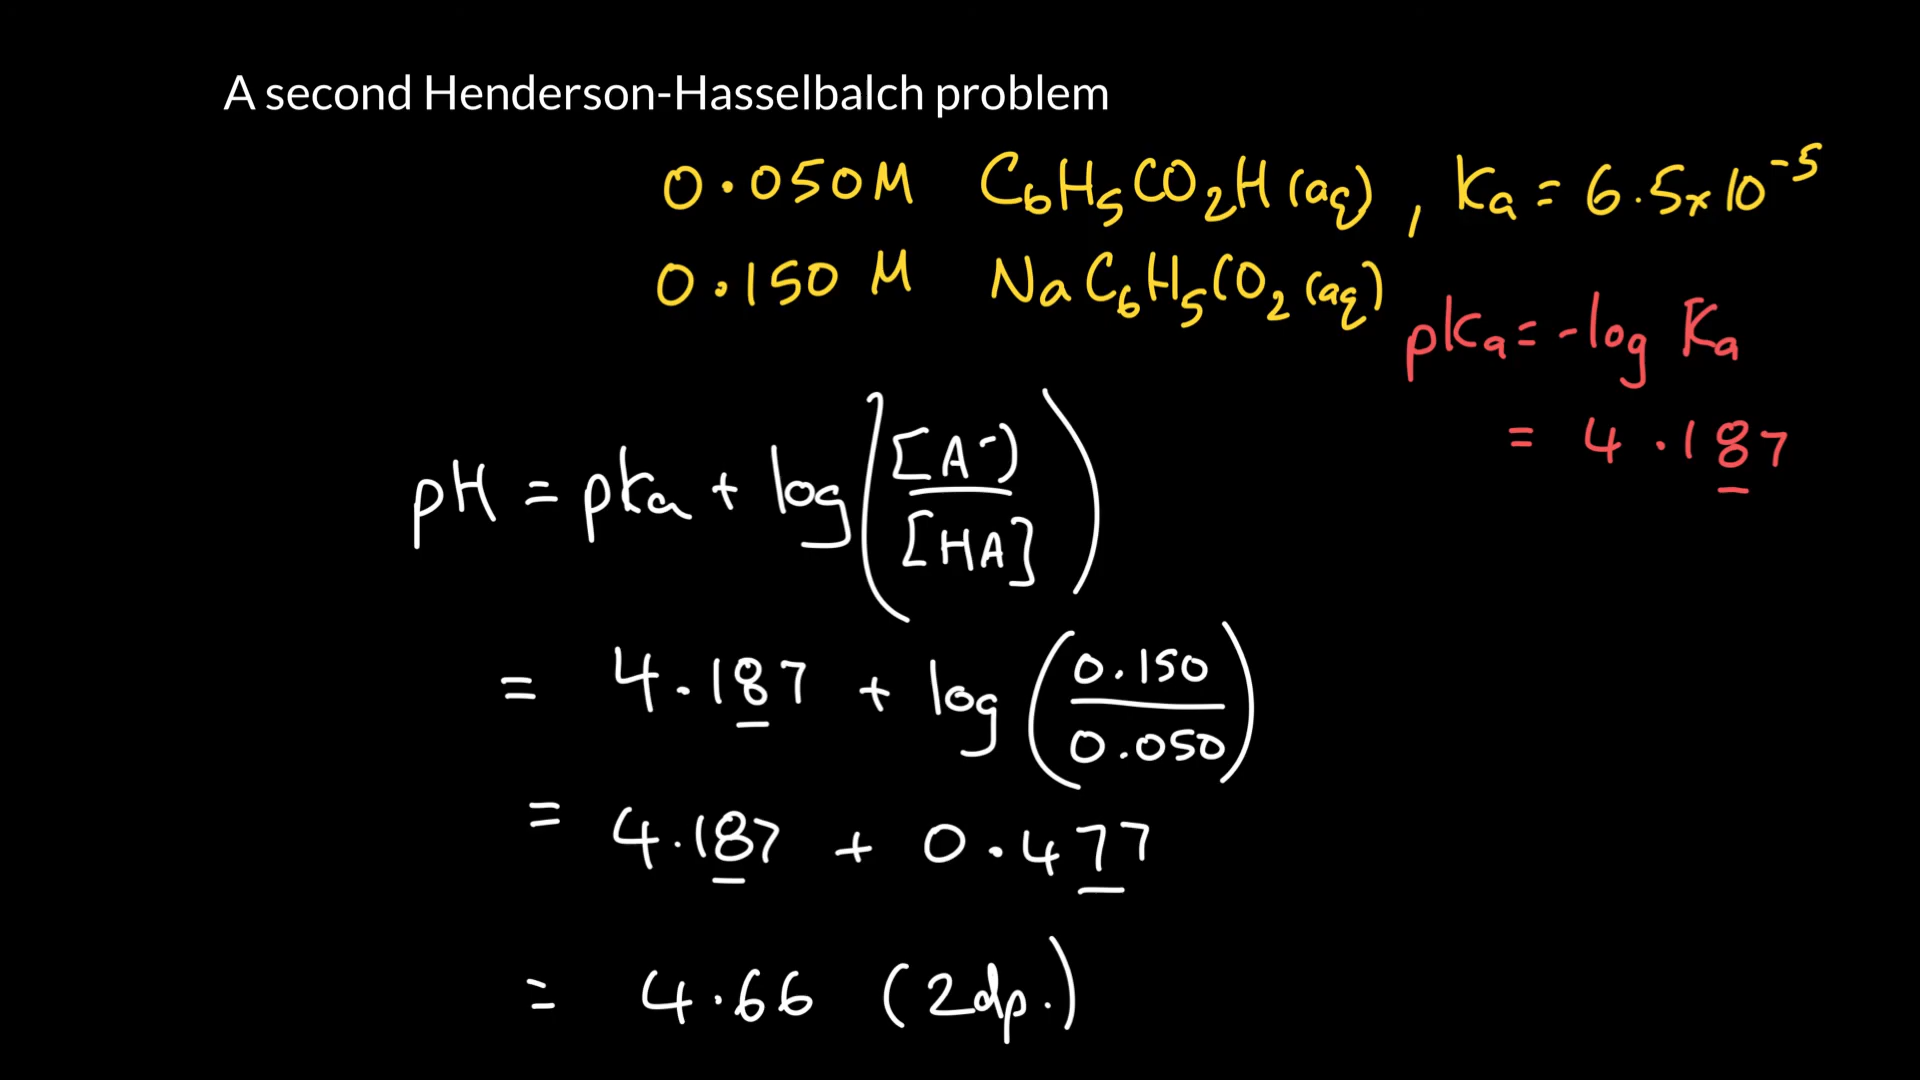 A second Henderson-Hasselbalch problem
0.050M C₆H₅CO₂H (aq), Ka = 6.5x10⁻⁵
0.150 M NaC₆H₅CO₂ (aq)
pKa = -log Ka
= 4.187
pH = pKa + log([A⁻)/[HA])
= 4.187 + log(0.150/0.050)
= 4.187 + 0.477
= 4.66 (2dp.)